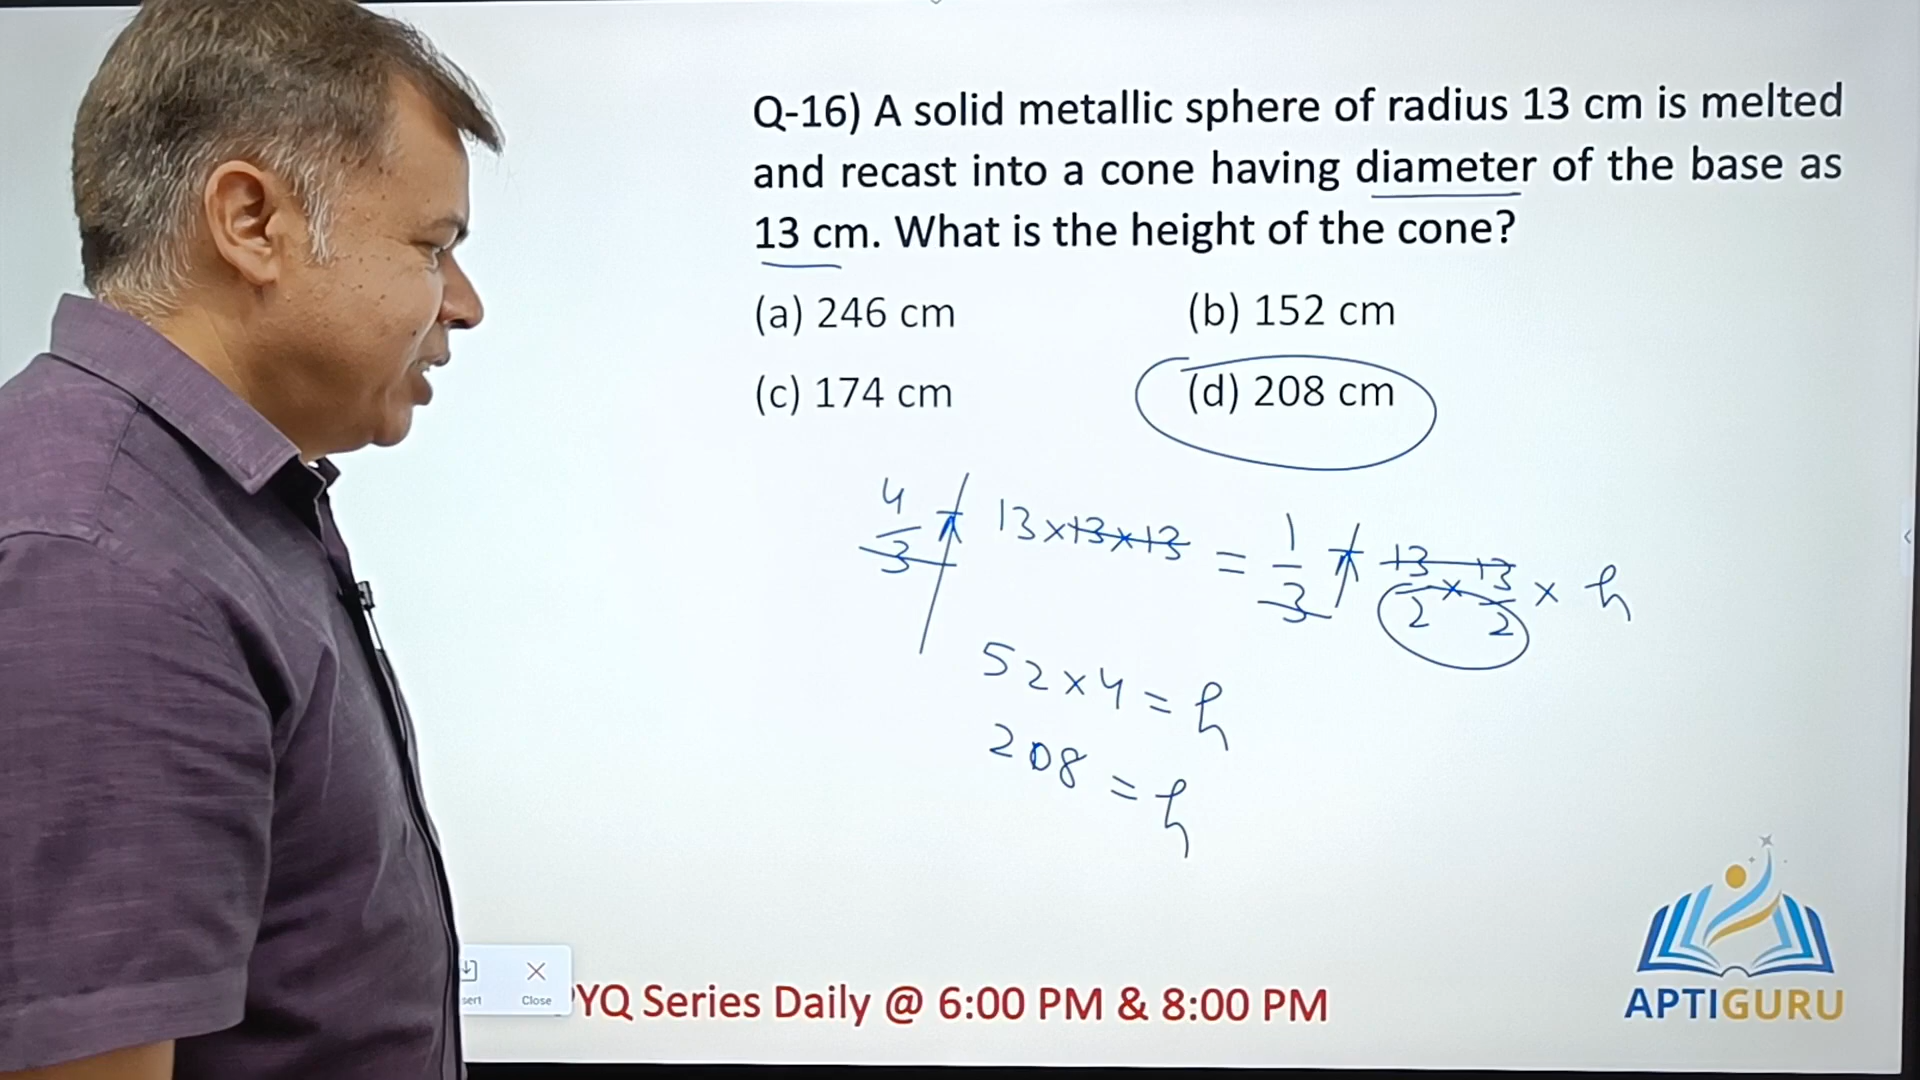 Q-16) A solid metallic sphere of radius 13 cm is melted
and recast into a cone having diameter of the base as
13 cm. What is the height of the cone?
(a) 246 cm (b) 152 cm
(c) 174 cm (d) 208 cm
4/3 π 13×13×13 = 1/3 π 13/2 × 13/2 × h
52×4 = h
208 = h
sert Close
YQ Series Daily @ 6:00 PM & 8:00 PM
APTIGURU